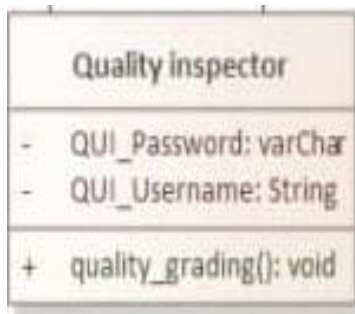 Quality inspector
- QUI_Password: varChar
- QUI_Username: String
+ quality_grading(): void